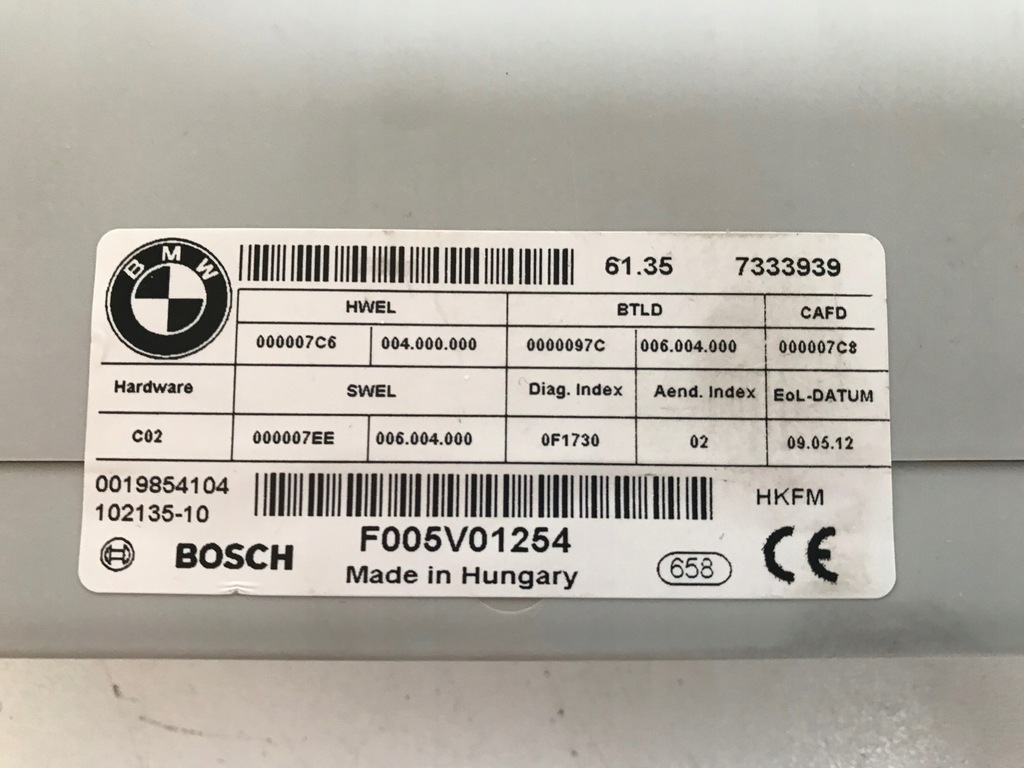 BMW
61.35 7333939
HWEL BTLD CAFD
000007C6 004.000.000 0000097C 006.004.000 000007C8
Hardware SWEL Diag. Index Aend. Index EoL-DATUM
C02 000007EE 006.004.000 0F1730 02 09.05.12
0019854104
102135-10
HKFM
F005V01254
BOSCH
Made in Hungary
658
CE